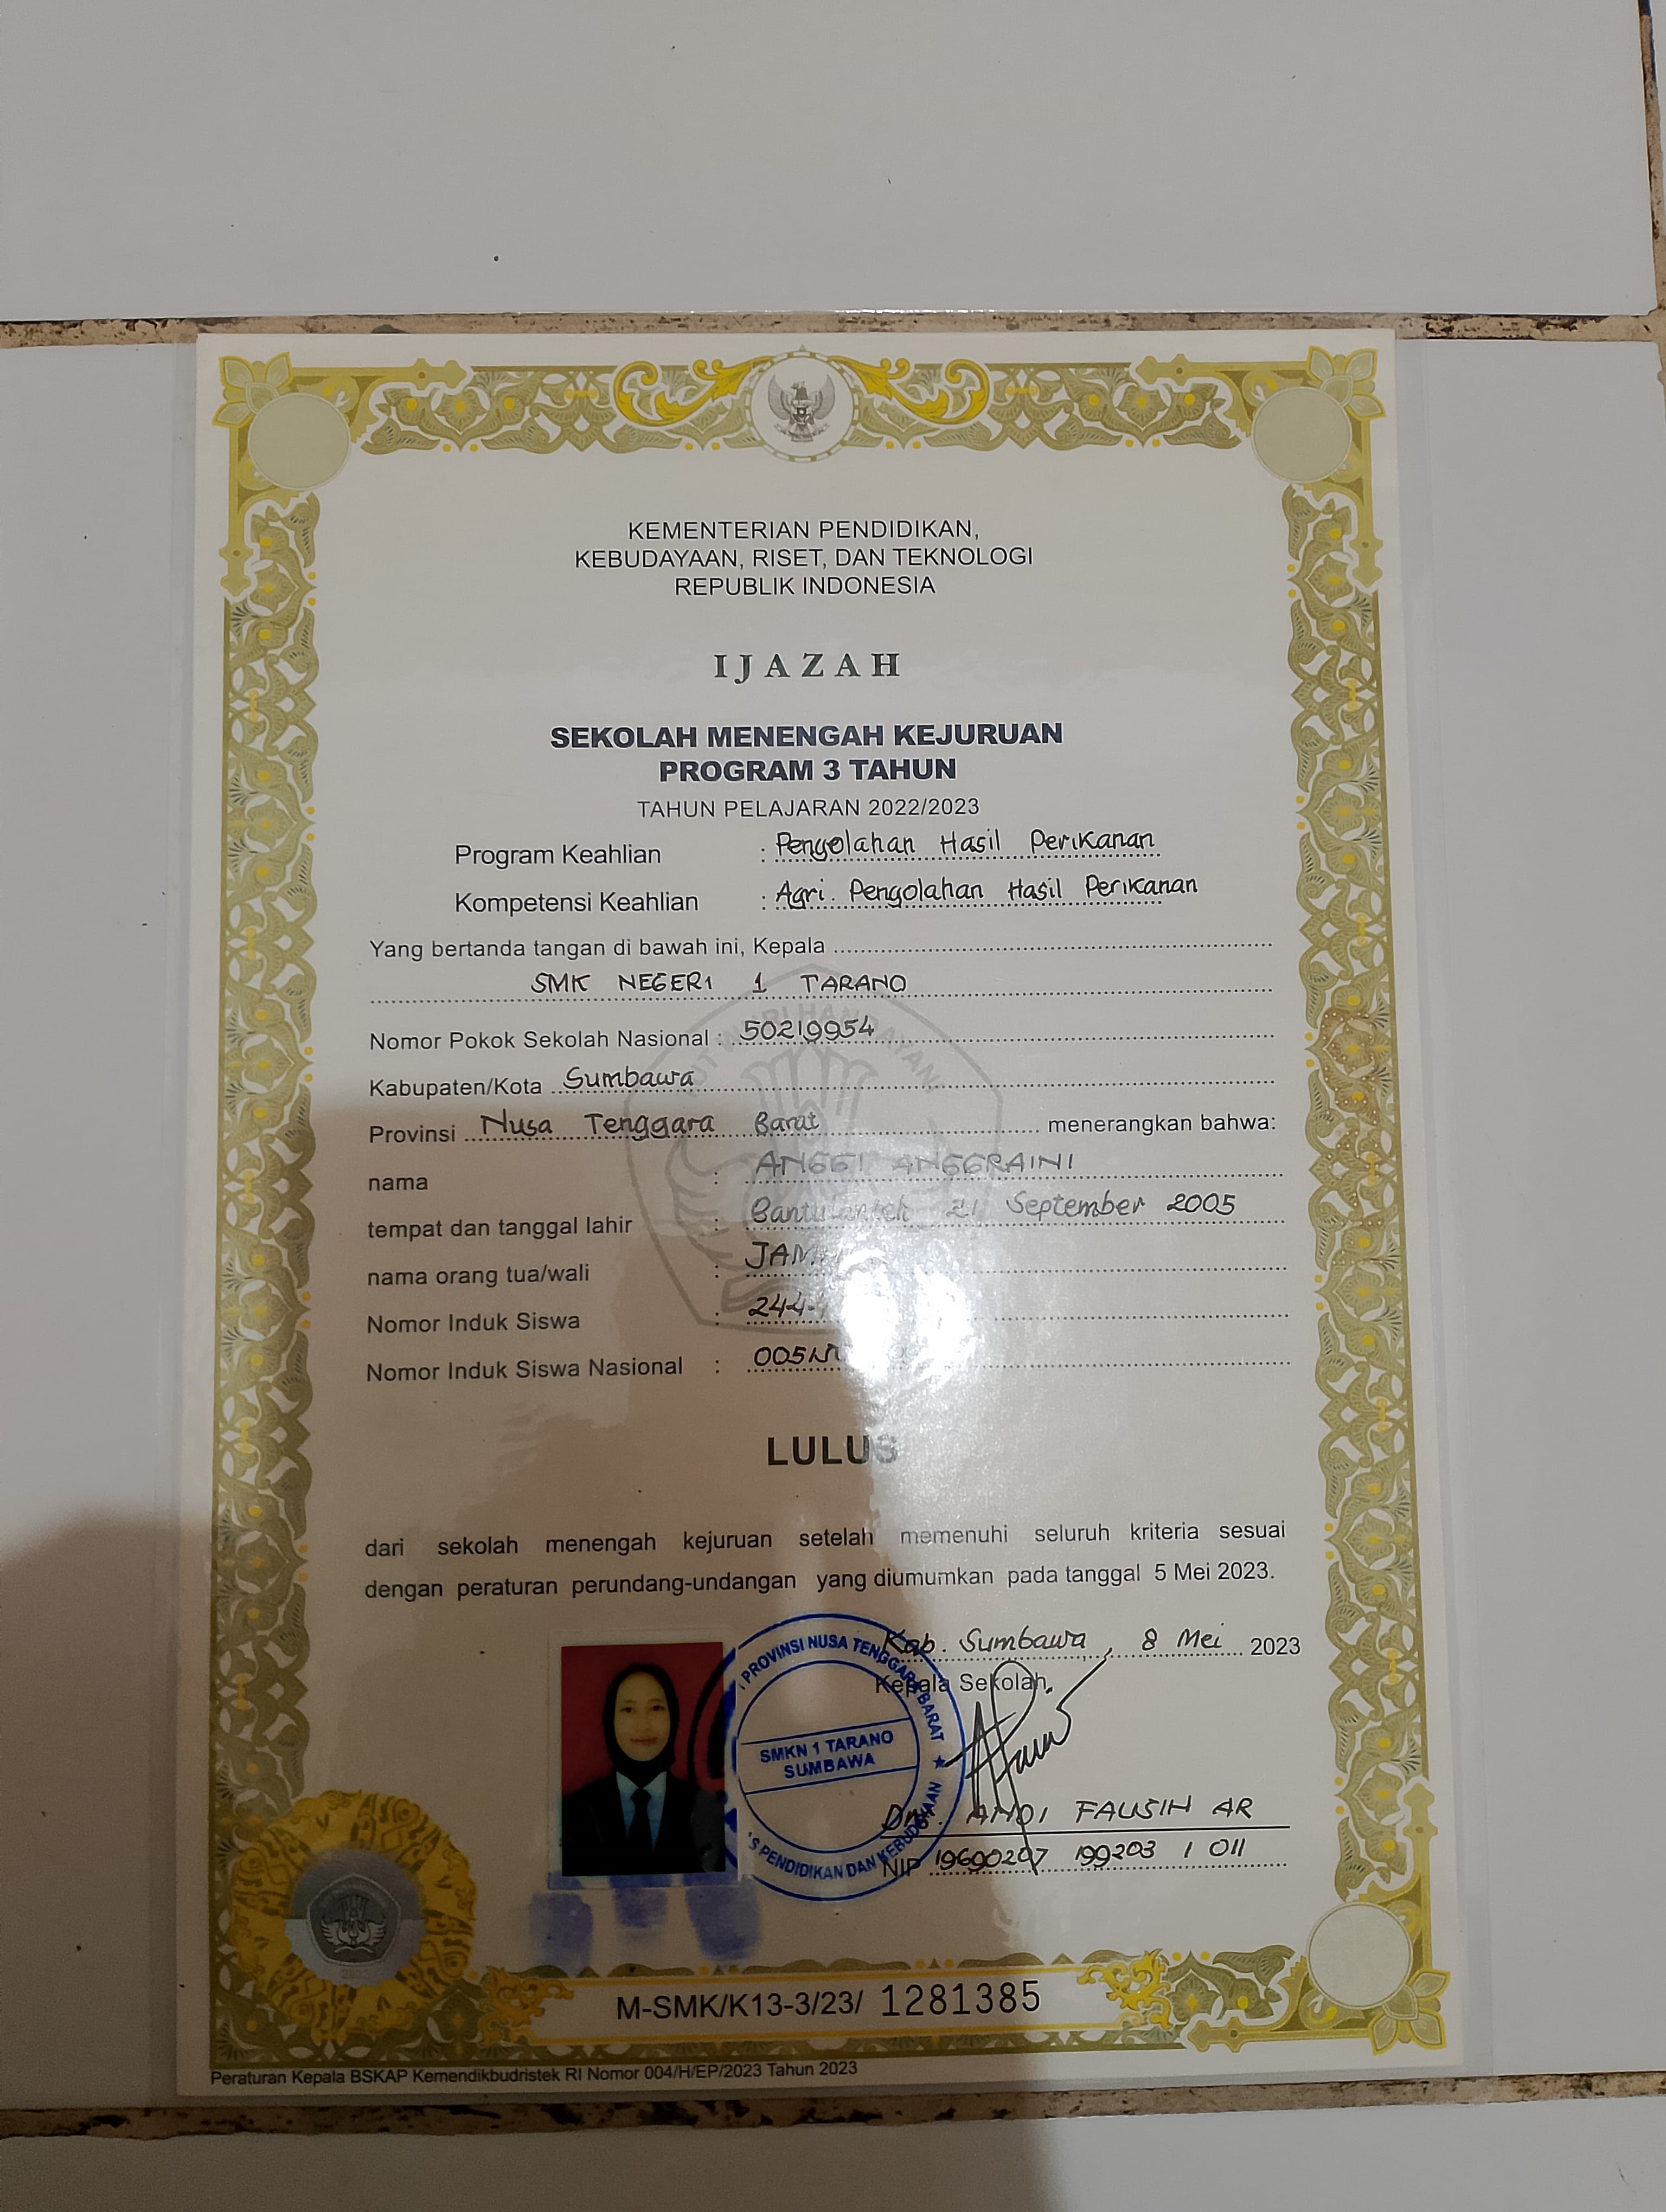 KEMENTERIAN PENDIDIKAN,
KEBUDAYAAN, RISET, DAN TEKNOLOGI
REPUBLIK INDONESIA
IJAZAH
SEKOLAH MENENGAH KEJURUAN
PROGRAM 3 TAHUN
TAHUN PELAJARAN 2022/2023
Program Keahlian : Pengolahan Hasil Perikanan
Kompetensi Keahlian : Agri. Pengolahan Hasil Perikanan
Yang bertanda tangan di bawah ini, Kepala
SMK NEGERI 1 TARANO
Nomor Pokok Sekolah Nasional : 50219954
Kabupaten/Kota Sumbawa
Provinsi Nusa Tenggara Barat menerangkan bahwa:
nama : ANGGI ANGGRAINI
tempat dan tanggal lahir : 21 September 2005
nama orang tua/wali :
Nomor Induk Siswa :
Nomor Induk Siswa Nasional :
LULUS
dari sekolah menengah kejuruan setelah memenuhi seluruh kriteria sesuai
dengan peraturan perundang-undangan yang diumumkan pada tanggal 5 Mei 2023.
Kab. Sumbawa, 8 Mei 2023
Kepala Sekolah,
PROVINSI NUSA TENGGARA BARAT
SMKN 1 TARANO
SUMBAWA
PENDIDIKAN DAN KEBUDAYAAN
ANDI FAUSIH AR
NIP 19690207 199203 1 011
M-SMK/K13-3/23/ 1281385
Peraturan Kepala BSKAP Kemendikbudristek RI Nomor 004/H/EP/2023 Tahun 2023